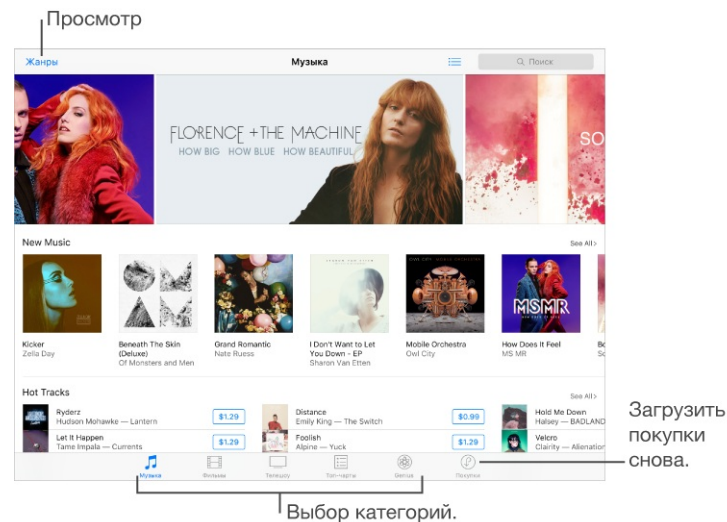 Просмотр
Жанры
Музыка
Поиск
FLORENCE + THE MACHINE
HOW BIG HOW BLUE HOW BEAUTIFUL
SO
New Music
See All >
MSMR
Kicker
Zella Day
Beneath The Skin
(Deluxe)
Of Monsters and Men
Grand Romantic
Nate Ruess
I Don't Want to Let
You Down - EP
Sharon Van Etten
Mobile Orchestra
Owl City
How Does It Feel
MS MR
Hot Tracks
See All >
Ryderz
Hudson Mohawke — Lantern
$1.29
Distance
Emily King — The Switch
$0.99
Hold Me Down
Halsey — BADLAND
Let It Happen
Tame Impala — Currents
$1.29
Foolish
Alpine — Yuck
$1.29
Velcro
Clairity — Alienation
Музыка
Фильмы
Телешоу
Топ-чарты
Genius
Покупки
Загрузить
покупки
снова.
Выбор категорий.